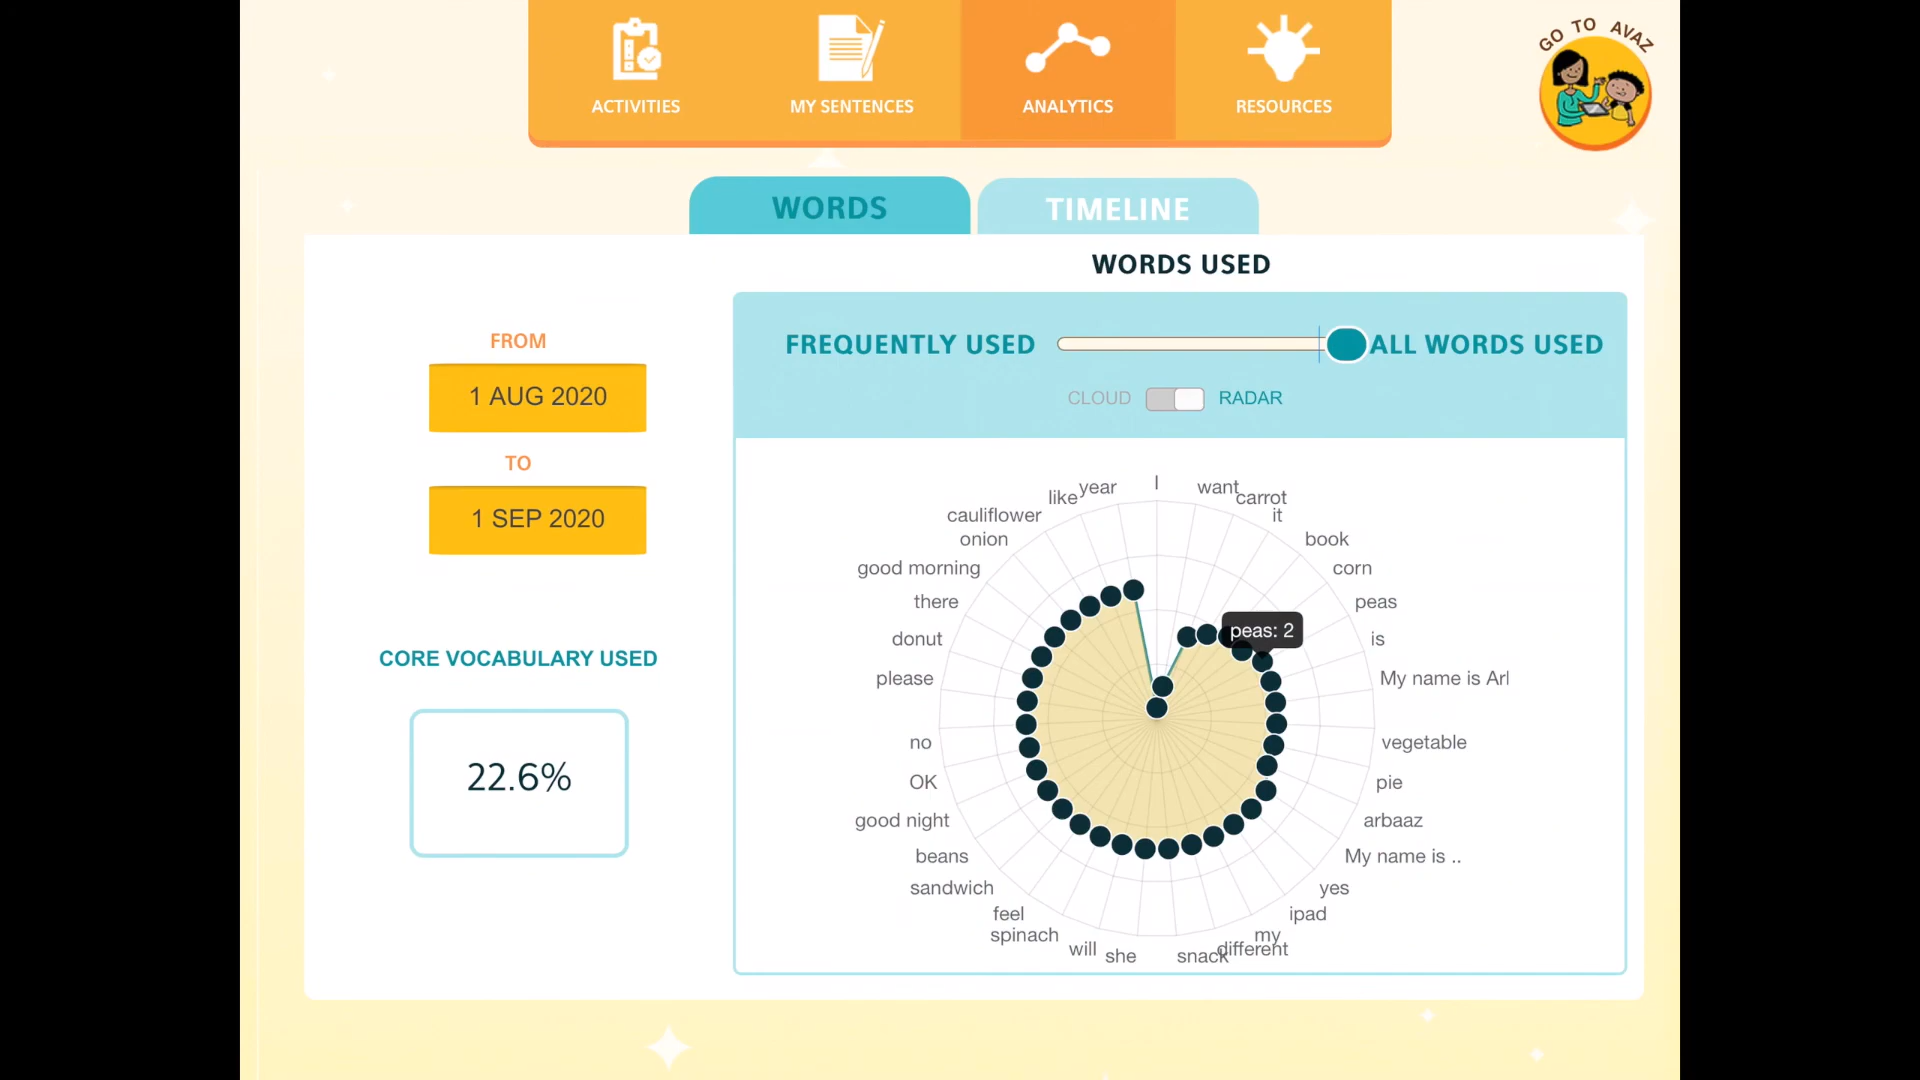 ACTIVITIES
MY SENTENCES
ANALYTICS
RESOURCES
GO TO AVAZ
WORDS
TIMELINE
WORDS USED
FROM
1 AUG 2020
TO
1 SEP 2020
CORE VOCABULARY USED
22.6%
FREQUENTLY USED
ALL WORDS USED
CLOUD
RADAR
I
want
carrot
it
book
corn
peas
is
My name is Arl
vegetable
pie
arbaaz
My name is ..
yes
ipad
my
different
snack
she
will
spinach
feel
sandwich
beans
good night
OK
no
please
donut
there
good morning
onion
cauliflower
like
year
peas: 2